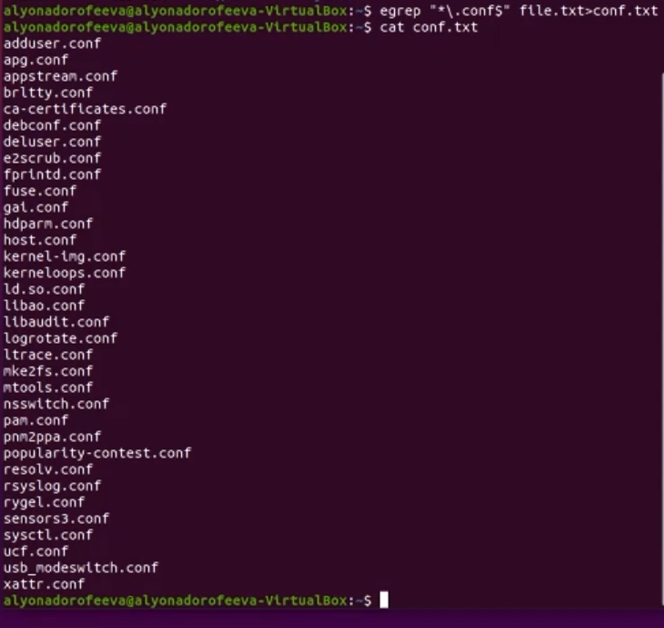 alyonadorofeeva@alyonadorofeeva-VirtualBox:~$ egrep "*\.conf$" file.txt>conf.txt
alyonadorofeeva@alyonadorofeeva-VirtualBox:~$ cat conf.txt
adduser.conf
apg.conf
appstream.conf
brltty.conf
ca-certificates.conf
debconf.conf
deluser.conf
e2scrub.conf
fprintd.conf
fuse.conf
gai.conf
hdparm.conf
host.conf
kernel-img.conf
kerneloops.conf
ld.so.conf
libao.conf
libaudit.conf
logrotate.conf
ltrace.conf
mke2fs.conf
mtools.conf
nsswitch.conf
pam.conf
pnm2ppa.conf
popularity-contest.conf
resolv.conf
rsyslog.conf
rygel.conf
sensors3.conf
sysctl.conf
ucf.conf
usb_modeswitch.conf
xattr.conf
alyonadorofeeva@alyonadorofeeva-VirtualBox:~$